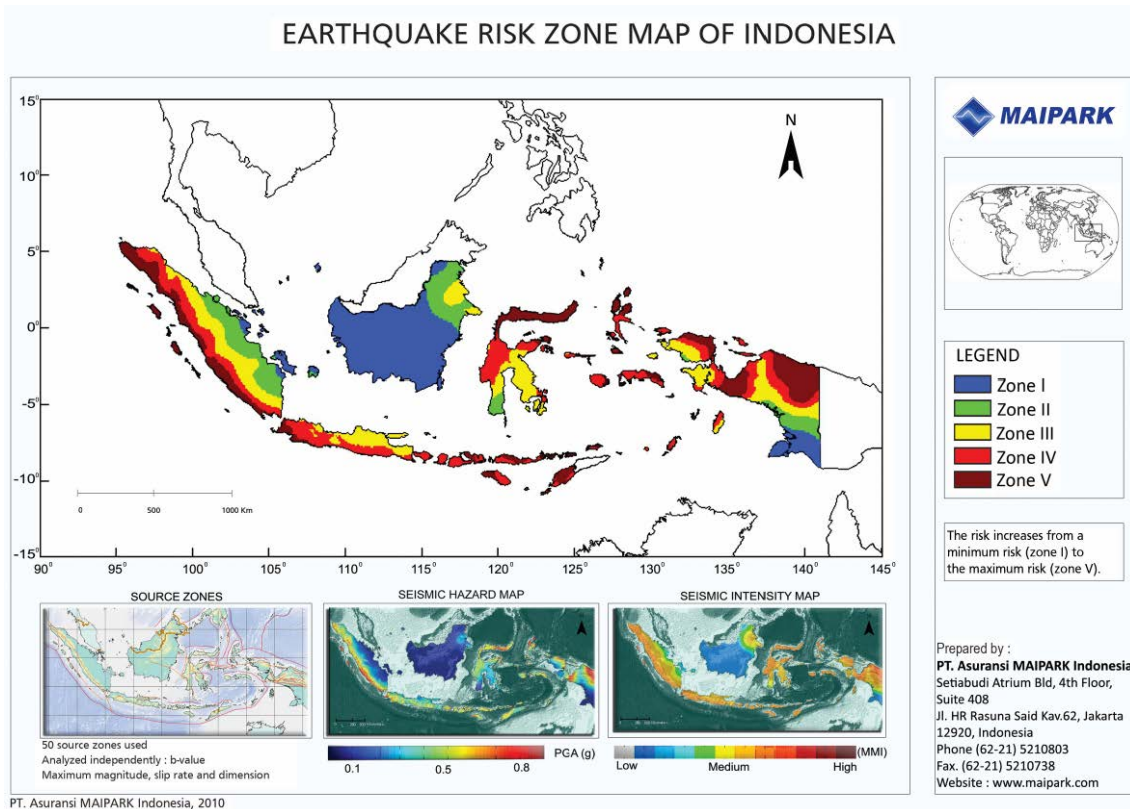 EARTHQUAKE RISK ZONE MAP OF INDONESIA
15°
10°
5°
0°
-5°
-10°
-15°
90°
95°
100°
105°
110°
115°
120°
125°
130°
135°
140°
145°
N
0 500 1000 Km
MAIPARK
LEGEND
Zone I
Zone II
Zone III
Zone IV
Zone V
The risk increases from a
minimum risk (zone I) to
the maximum risk (zone V).
SOURCE ZONES
50 source zones used
Analyzed independently : b-value
Maximum magnitude, slip rate and dimension
SEISMIC HAZARD MAP
PGA (g)
0.1 0.5 0.8
SEISMIC INTENSITY MAP
(MMI)
Low Medium High
Prepared by :
PT. Asuransi MAIPARK Indonesia
Setiabudi Atrium Bld, 4th Floor,
Suite 408
Jl. HR Rasuna Said Kav.62, Jakarta
12920, Indonesia
Phone (62-21) 5210803
Fax. (62-21) 5210738
Website : www.maipark.com
PT. Asuransi MAIPARK Indonesia, 2010